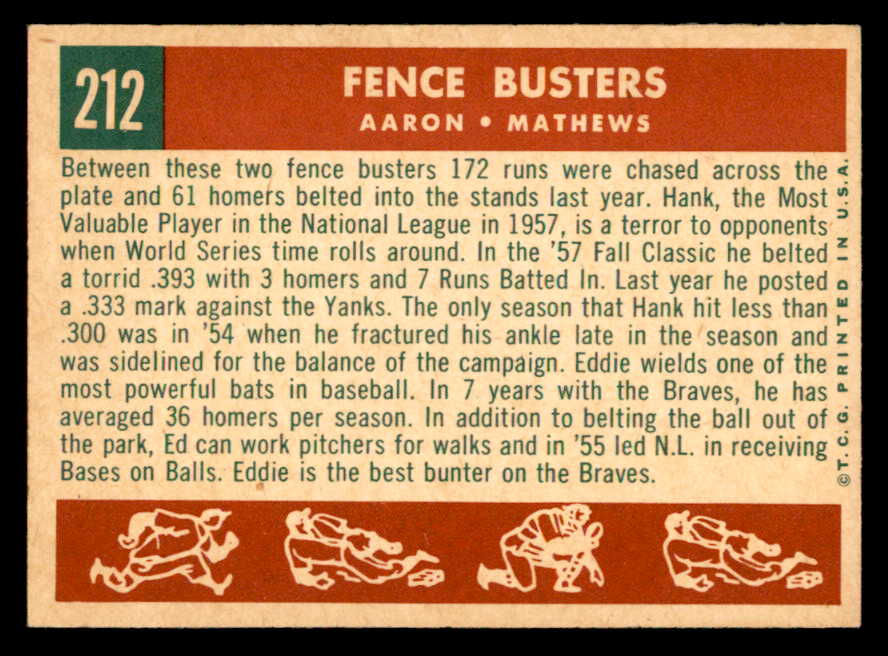 212
FENCE BUSTERS
AARON • MATHEWS
Between these two fence busters 172 runs were chased across the
plate and 61 homers belted into the stands last year. Hank, the Most
Valuable Player in the National League in 1957, is a terror to opponents
when World Series time rolls around. In the '57 Fall Classic he belted
a torrid .393 with 3 homers and 7 Runs Batted In. Last year he posted
a .333 mark against the Yanks. The only season that Hank hit less than
.300 was in '54 when he fractured his ankle late in the season and
was sidelined for the balance of the campaign. Eddie wields one of the
most powerful bats in baseball. In 7 years with the Braves, he has
averaged 36 homers per season. In addition to belting the ball out of
the park, Ed can work pitchers for walks and in '55 led N.L. in receiving
Bases on Balls. Eddie is the best bunter on the Braves.
©T.C.G. PRINTED IN U.S.A.